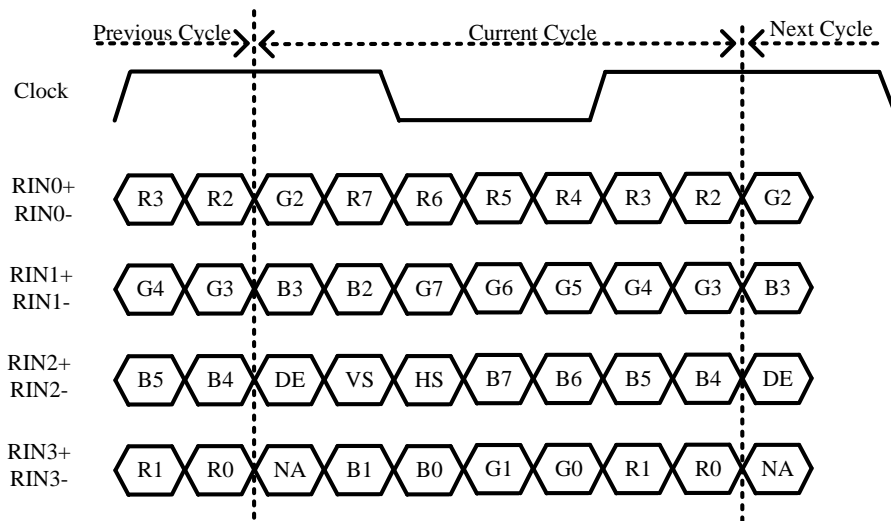 Previous Cycle Current Cycle Next Cycle
Clock
RIN0+
RIN0-
R3 R2 G2 R7 R6 R5 R4 R3 R2 G2
RIN1+
RIN1-
G4 G3 B3 B2 G7 G6 G5 G4 G3 B3
RIN2+
RIN2-
B5 B4 DE VS HS B7 B6 B5 B4 DE
RIN3+
RIN3-
R1 R0 NA B1 B0 G1 G0 R1 R0 NA